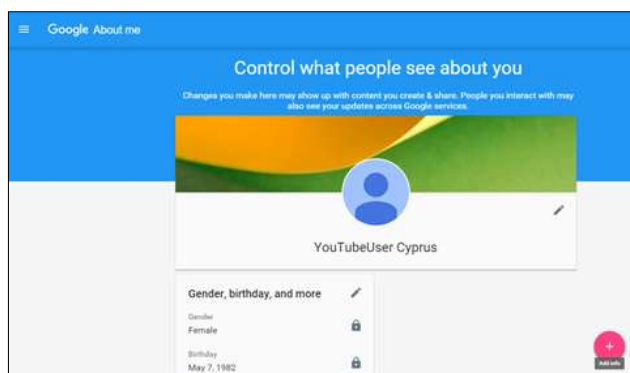 Google About me
Control what people see about you
Changes you make here may show up with content you create & share. People you interact with may
also see your updates across Google services.
YouTubeUser Cyprus
Gender, birthday, and more
Gender
Female
Birthday
May 7, 1982
Add info